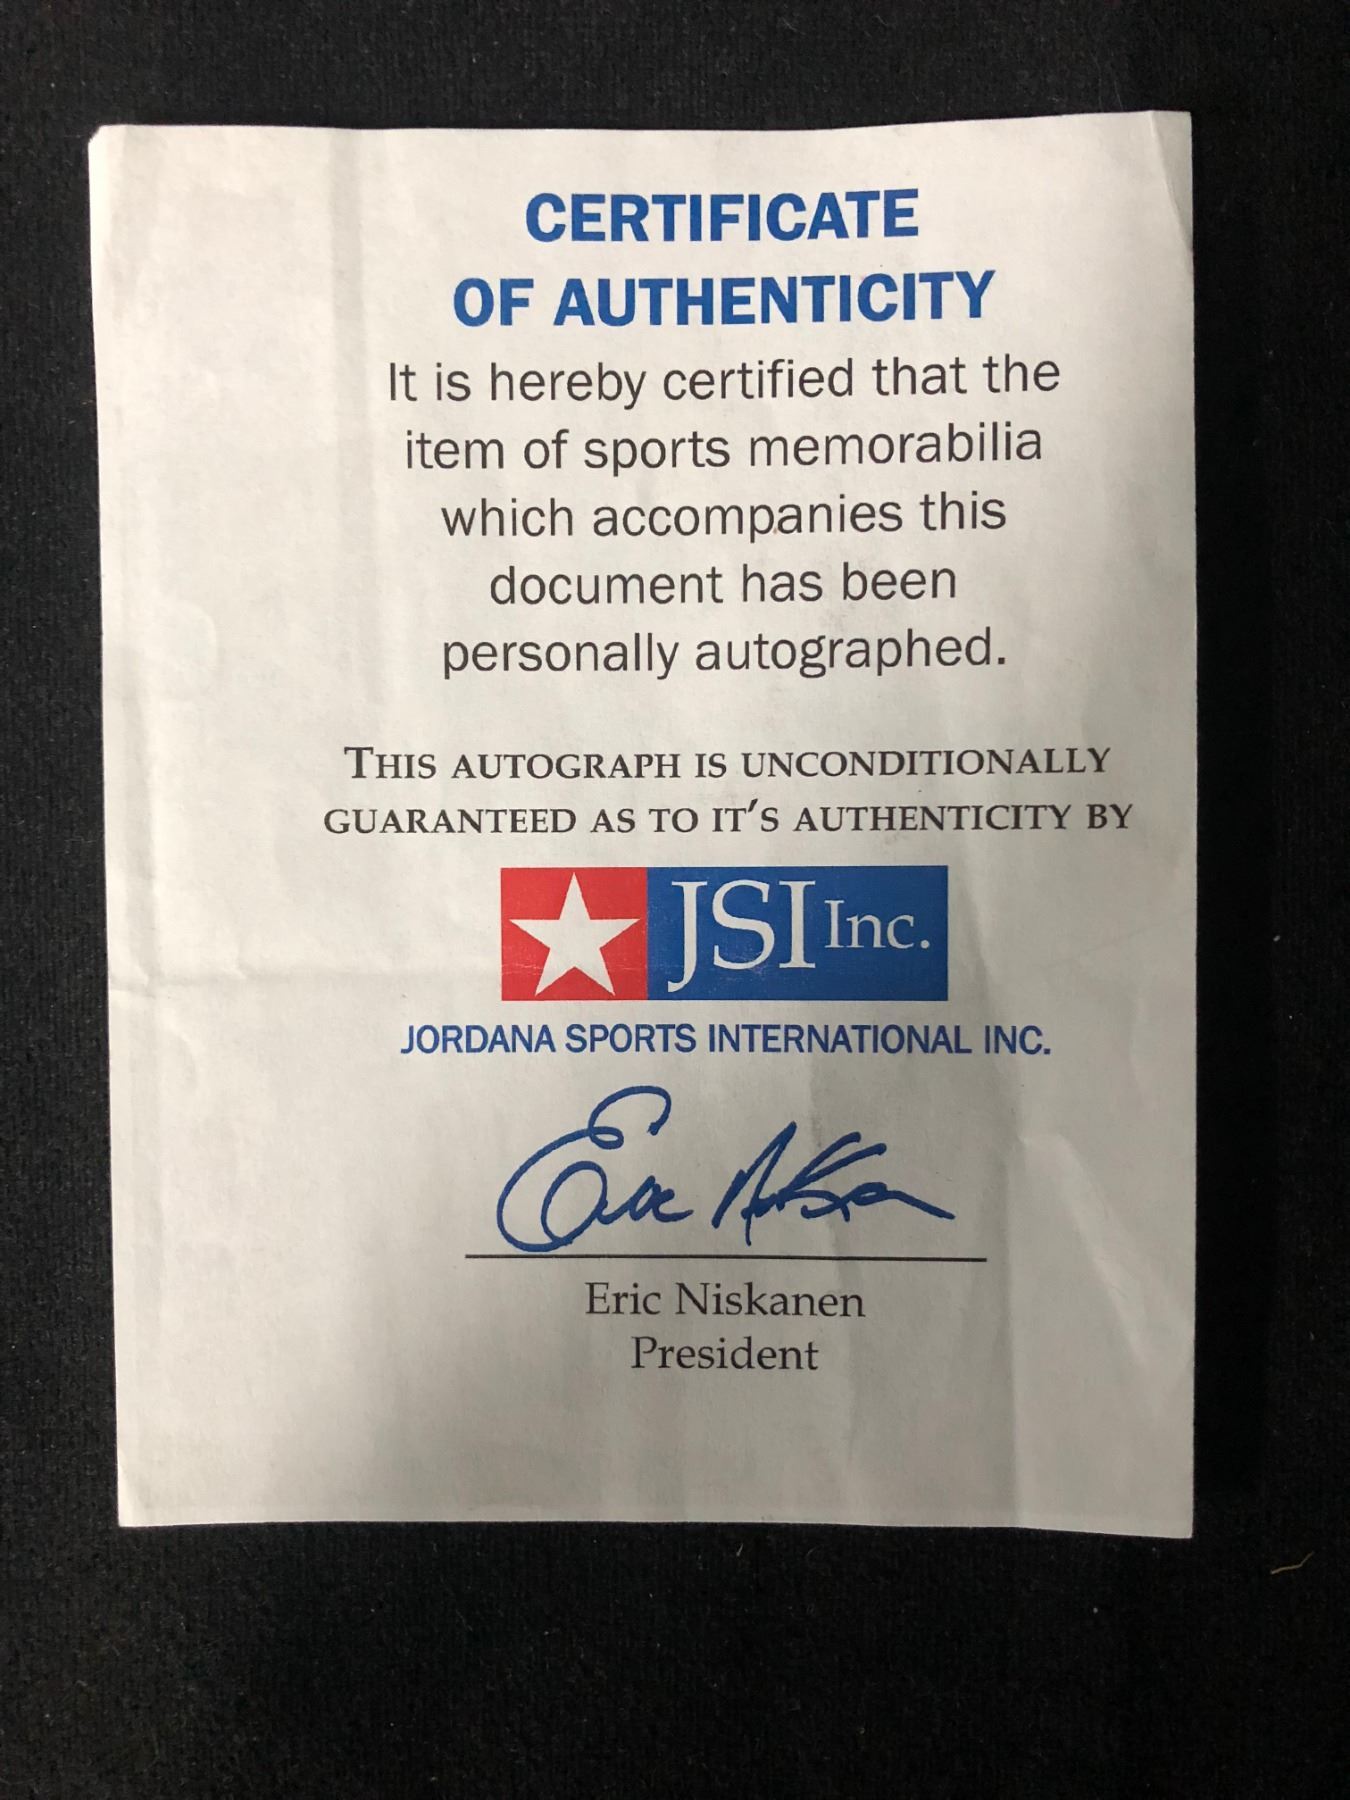 CERTIFICATE
OF AUTHENTICITY
It is hereby certified that the
item of sports memorabilia
which accompanies this
document has been
personally autographed.
THIS AUTOGRAPH IS UNCONDITIONALLY
GUARANTEED AS TO IT'S AUTHENTICITY BY
JSI Inc.
JORDANA SPORTS INTERNATIONAL INC.
Eric Niskanen
Eric Niskanen
President